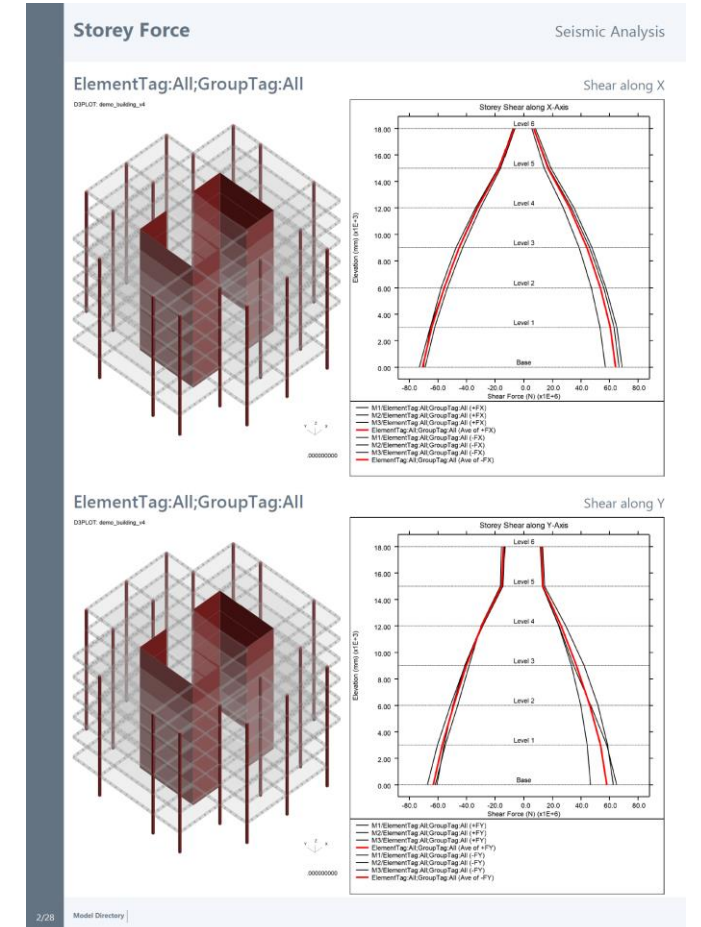 Storey Force
Seismic Analysis
ElementTag:All;GroupTag:All
Shear along X
D3PLOT: demo_building_v4
Storey Shear along X-Axis
Level 6
18.00
16.00
Level 5
14.00
12.00
Level 4
10.00
Level 3
8.00
6.00
Level 2
4.00
Level 1
2.00
0.00
Base
Elevation (mm) (x1E+3)
-80.0 -60.0 -40.0 -20.0 0.0 20.0 40.0 60.0 80.0
Shear Force (N) (x1E+6)
M1/ElementTag:All;GroupTag:All (+FX)
M2/ElementTag:All;GroupTag:All (+FX)
M3/ElementTag:All;GroupTag:All (+FX)
ElementTag:All;GroupTag:All (Ave of +FX)
M1/ElementTag:All;GroupTag:All (-FX)
M2/ElementTag:All;GroupTag:All (-FX)
M3/ElementTag:All;GroupTag:All (-FX)
ElementTag:All;GroupTag:All (Ave of -FX)
Y Z X
.000000000
ElementTag:All;GroupTag:All
Shear along Y
D3PLOT: demo_building_v4
Storey Shear along Y-Axis
Level 6
18.00
16.00
Level 5
14.00
12.00
Level 4
10.00
Level 3
8.00
6.00
Level 2
4.00
Level 1
2.00
0.00
Base
Elevation (mm) (x1E+3)
-80.0 -60.0 -40.0 -20.0 0.0 20.0 40.0 60.0 80.0
Shear Force (N) (x1E+6)
M1/ElementTag:All;GroupTag:All (+FY)
M2/ElementTag:All;GroupTag:All (+FY)
M3/ElementTag:All;GroupTag:All (+FY)
ElementTag:All;GroupTag:All (Ave of +FY)
M1/ElementTag:All;GroupTag:All (-FY)
M2/ElementTag:All;GroupTag:All (-FY)
M3/ElementTag:All;GroupTag:All (-FY)
ElementTag:All;GroupTag:All (Ave of -FY)
Y Z X
.000000000
2/28
Model Directory